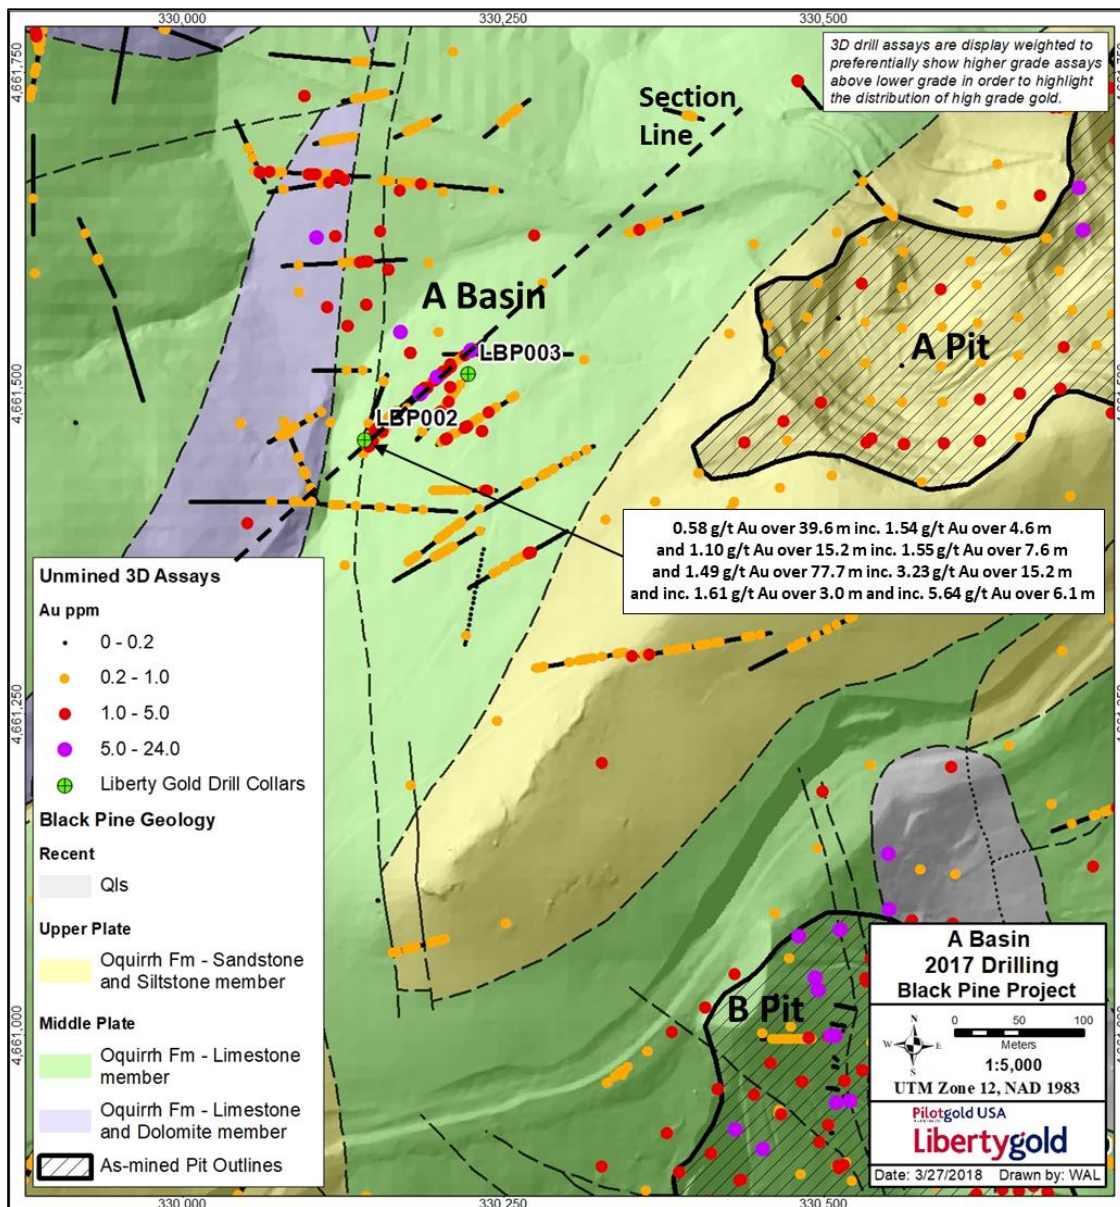 330,000 330,250 330,500
4,661,750
4,661,500
4,661,250
4,661,000
3D drill assays are display weighted to
preferentially show higher grade assays
above lower grade in order to highlight
the distribution of high grade gold.
Section
Line
A Basin
A Pit
LBP003
LBP002
0.58 g/t Au over 39.6 m inc. 1.54 g/t Au over 4.6 m
and 1.10 g/t Au over 15.2 m inc. 1.55 g/t Au over 7.6 m
and 1.49 g/t Au over 77.7 m inc. 3.23 g/t Au over 15.2 m
and inc. 1.61 g/t Au over 3.0 m and inc. 5.64 g/t Au over 6.1 m
Unmined 3D Assays
Au ppm
0 - 0.2
0.2 - 1.0
1.0 - 5.0
5.0 - 24.0
Liberty Gold Drill Collars
Black Pine Geology
Recent
Qls
Upper Plate
Oquirrh Fm - Sandstone
and Siltstone member
Middle Plate
Oquirrh Fm - Limestone
member
Oquirrh Fm - Limestone
and Dolomite member
As-mined Pit Outlines
B Pit
A Basin
2017 Drilling
Black Pine Project
N
W E
S
0 50 100
Meters
1:5,000
UTM Zone 12, NAD 1983
Pilotgold USA
Libertygold
Date: 3/27/2018 Drawn by: WAL
330,000 330,250 330,500